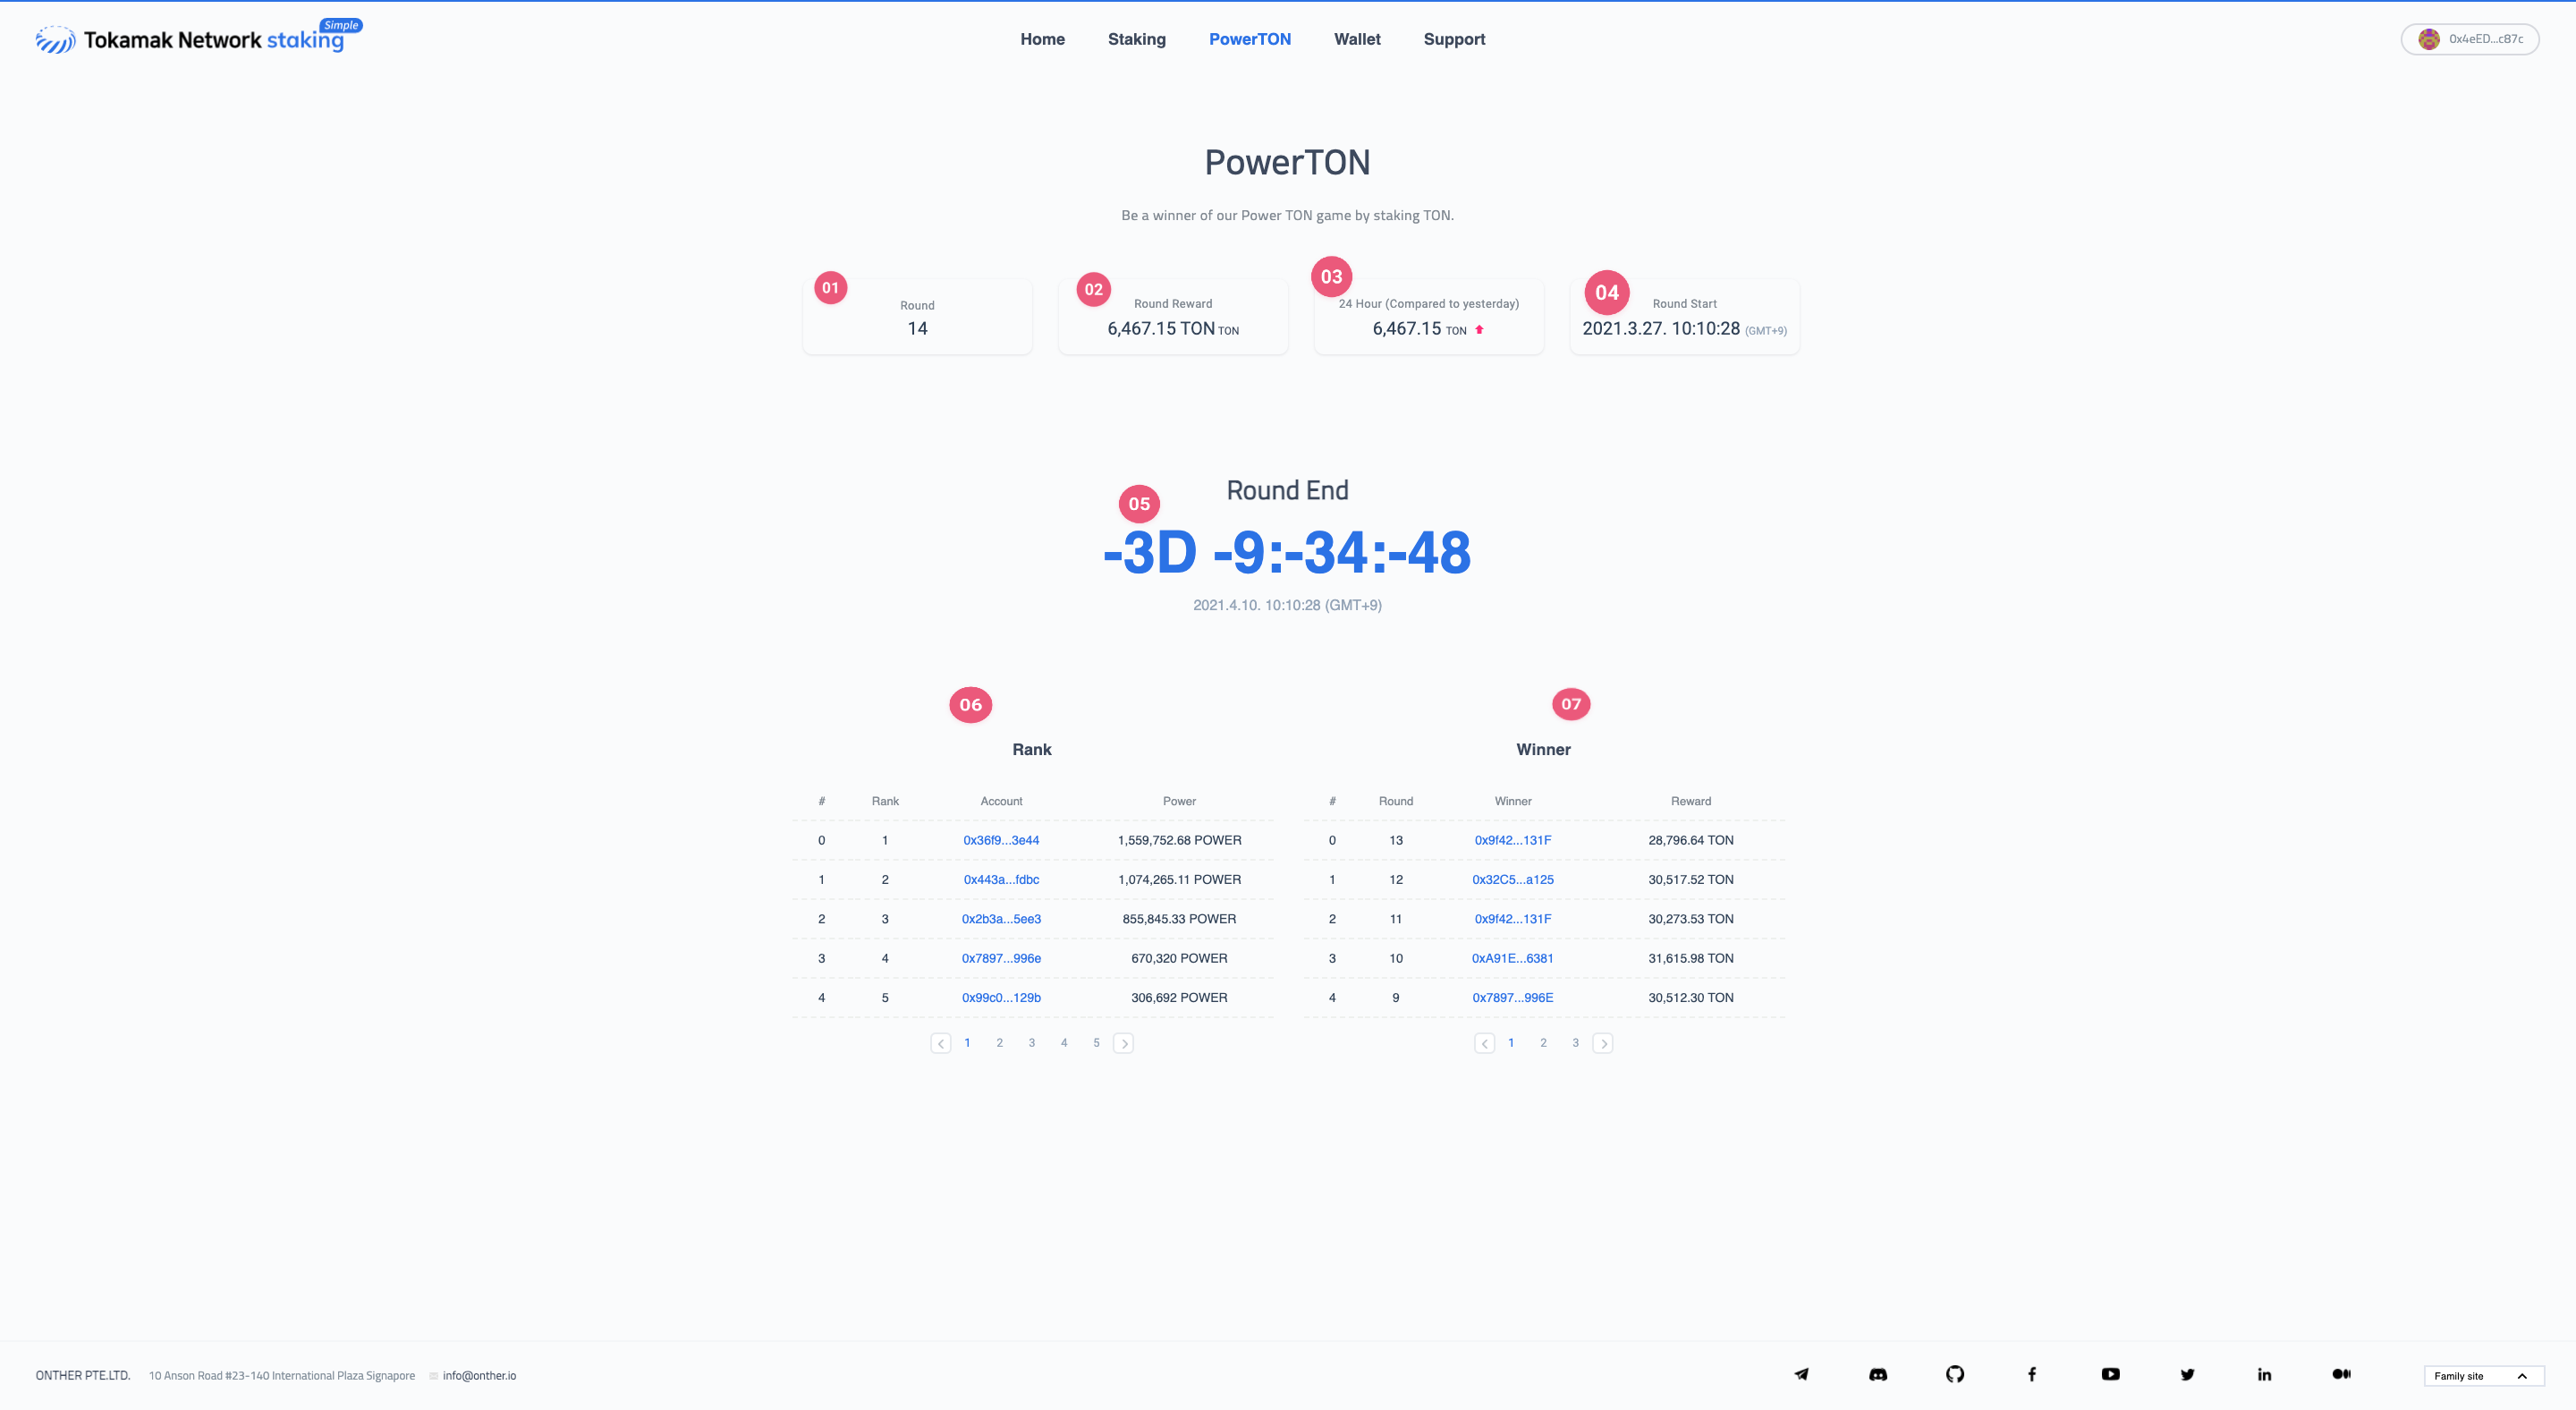 Tokamak Network staking Simple
Home Staking PowerTON Wallet Support
0x4eED...c87c
PowerTON
Be a winner of our Power TON game by staking TON.
01 02 03 04
Round
14
Round Reward
6,467.15 TON TON
24 Hour (Compared to yesterday)
6,467.15 TON
Round Start
2021.3.27. 10:10:28 (GMT+9)
05
Round End
-3D -9:-34:-48
2021.4.10. 10:10:28 (GMT+9)
06
Rank
# Rank Account Power
0 1 0x36f9...3e44 1,559,752.68 POWER
1 2 0x443a...fdbc 1,074,265.11 POWER
2 3 0x2b3a...5ee3 855,845.33 POWER
3 4 0x7897...996e 670,320 POWER
4 5 0x99c0...129b 306,692 POWER
1 2 3 4 5
07
Winner
# Round Winner Reward
0 13 0x9f42...131F 28,796.64 TON
1 12 0x32C5...a125 30,517.52 TON
2 11 0x9f42...131F 30,273.53 TON
3 10 0xA91E...6381 31,615.98 TON
4 9 0x7897...996E 30,512.30 TON
1 2 3
ONTHER PTE.LTD. 10 Anson Road #23-140 International Plaza Signapore info@onther.io
Family site